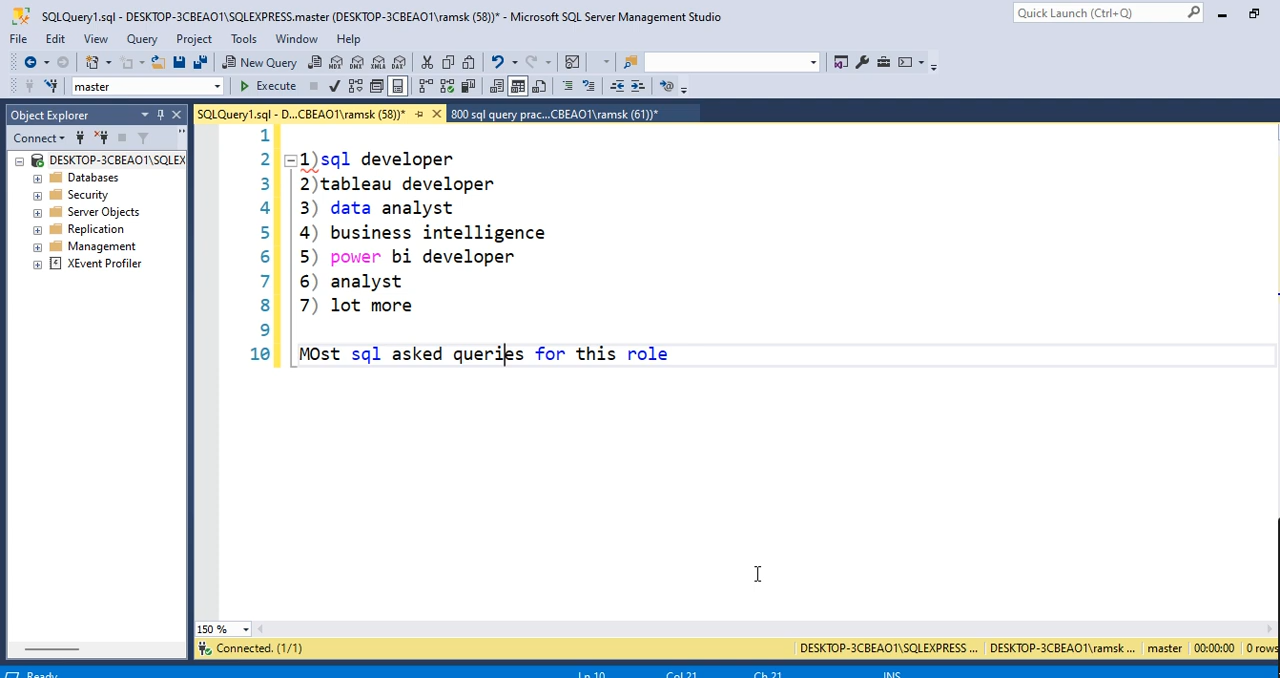 SQLQuery1.sql - DESKTOP-3CBEAO1\SQLEXPRESS.master (DESKTOP-3CBEAO1\ramsk (58))* - Microsoft SQL Server Management Studio
Quick Launch (Ctrl+Q)
File Edit View Query Project Tools Window Help
New Query
MDX DMX XMLA DAX
master
Execute
Object Explorer
SQLQuery1.sql - D...CBEAO1\ramsk (58))*
800 sql query prac...CBEAO1\ramsk (61))*
Connect
DESKTOP-3CBEAO1\SQLEX
Databases
Security
Server Objects
Replication
Management
XEvent Profiler
1
2 1)sql developer
3 2)tableau developer
4 3) data analyst
5 4) business intelligence
6 5) power bi developer
7 6) analyst
8 7) lot more
9
10 MOst sql asked queries for this role
150 %
Connected. (1/1)
DESKTOP-3CBEAO1\SQLEXPRESS ... DESKTOP-3CBEAO1\ramsk ... master 00:00:00 0 rows
Ready Ln 10 Col 21 Ch 21 INS